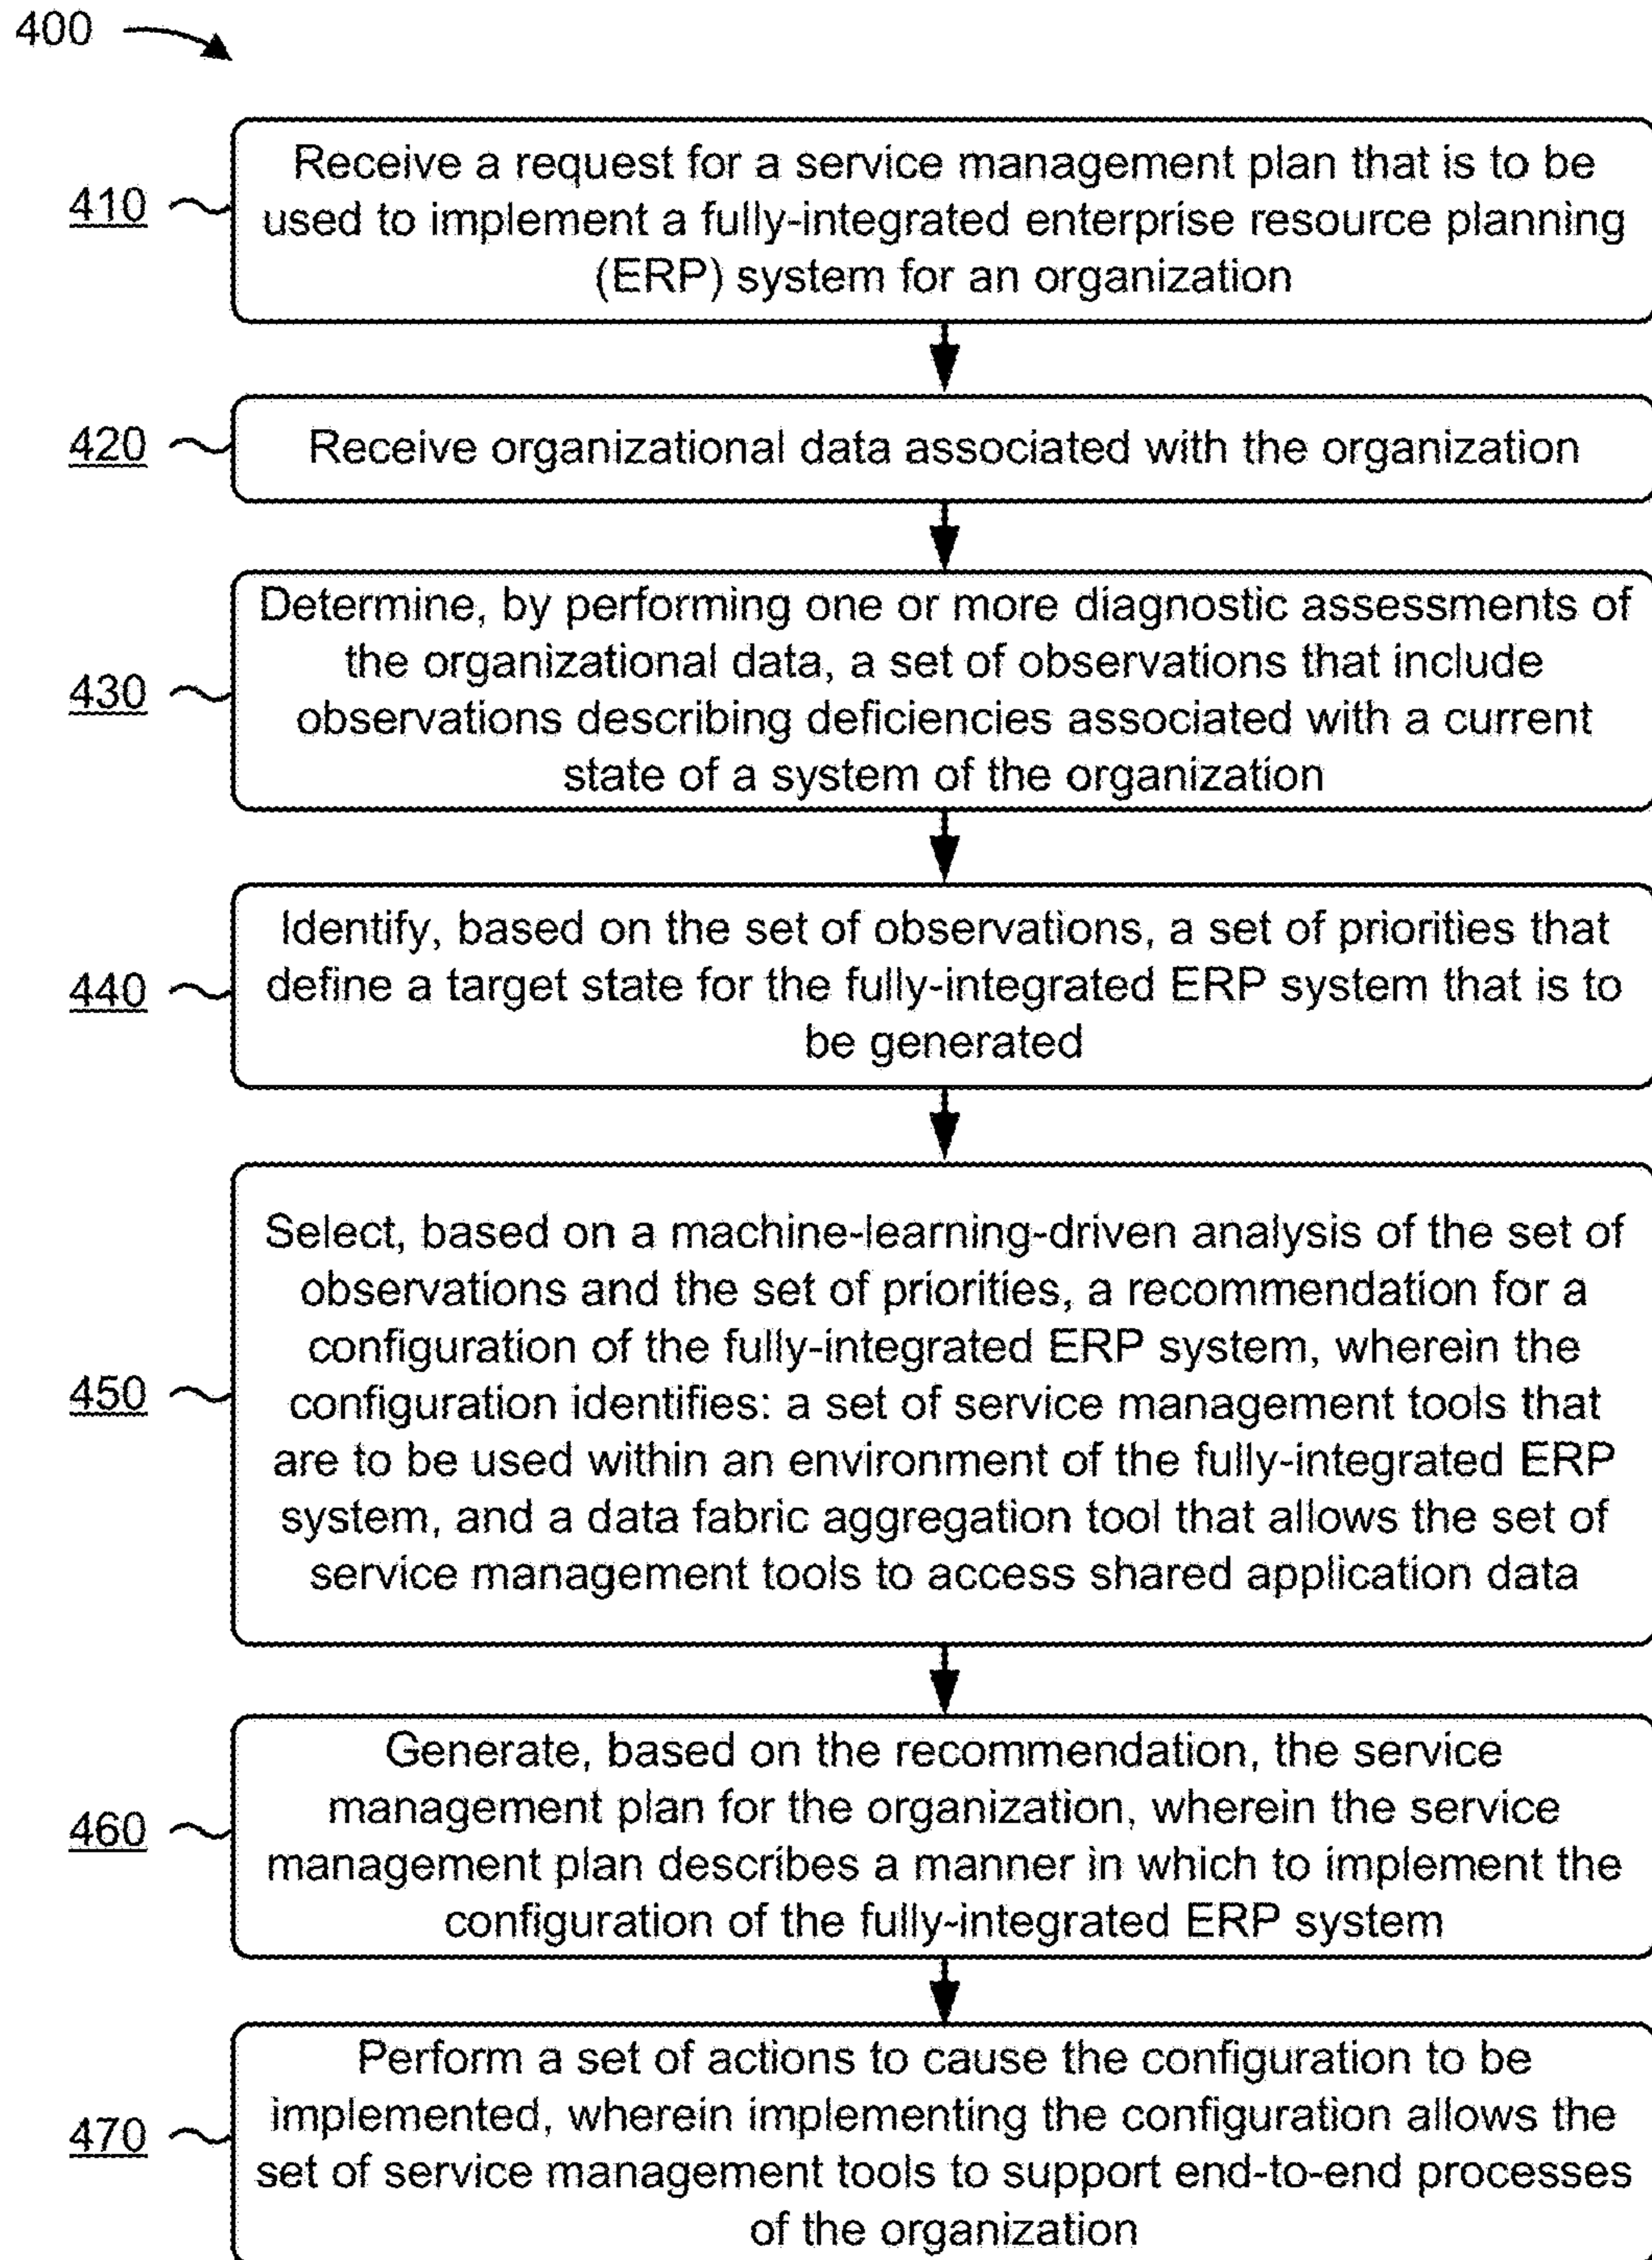 400
410
Receive a request for a service management plan that is to be
used to implement a fully-integrated enterprise resource planning
(ERP) system for an organization
420
Receive organizational data associated with the organization
430
Determine, by performing one or more diagnostic assessments of
the organizational data, a set of observations that include
observations describing deficiencies associated with a current
state of a system of the organization
440
Identify, based on the set of observations, a set of priorities that
define a target state for the fully-integrated ERP system that is to
be generated
450
Select, based on a machine-learning-driven analysis of the set of
observations and the set of priorities, a recommendation for a
configuration of the fully-integrated ERP system, wherein the
configuration identifies: a set of service management tools that
are to be used within an environment of the fully-integrated ERP
system, and a data fabric aggregation tool that allows the set of
service management tools to access shared application data
460
Generate, based on the recommendation, the service
management plan for the organization, wherein the service
management plan describes a manner in which to implement the
configuration of the fully-integrated ERP system
470
Perform a set of actions to cause the configuration to be
implemented, wherein implementing the configuration allows the
set of service management tools to support end-to-end processes
of the organization